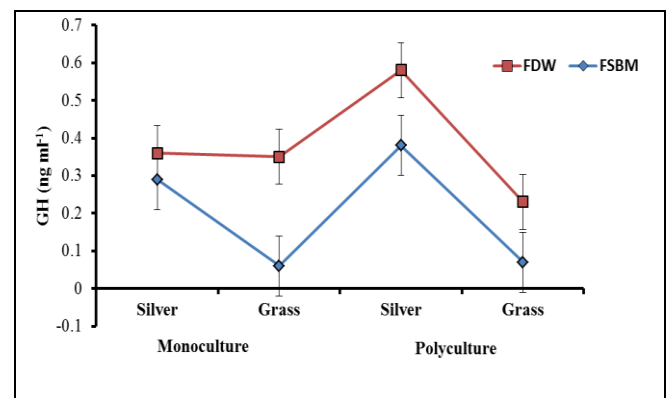 0.7
0.6
0.5
0.4
0.3
0.2
0.1
0
-0.1
GH (ng ml⁻¹)
FDW FSBM
Silver Grass Silver Grass
Monoculture Polyculture